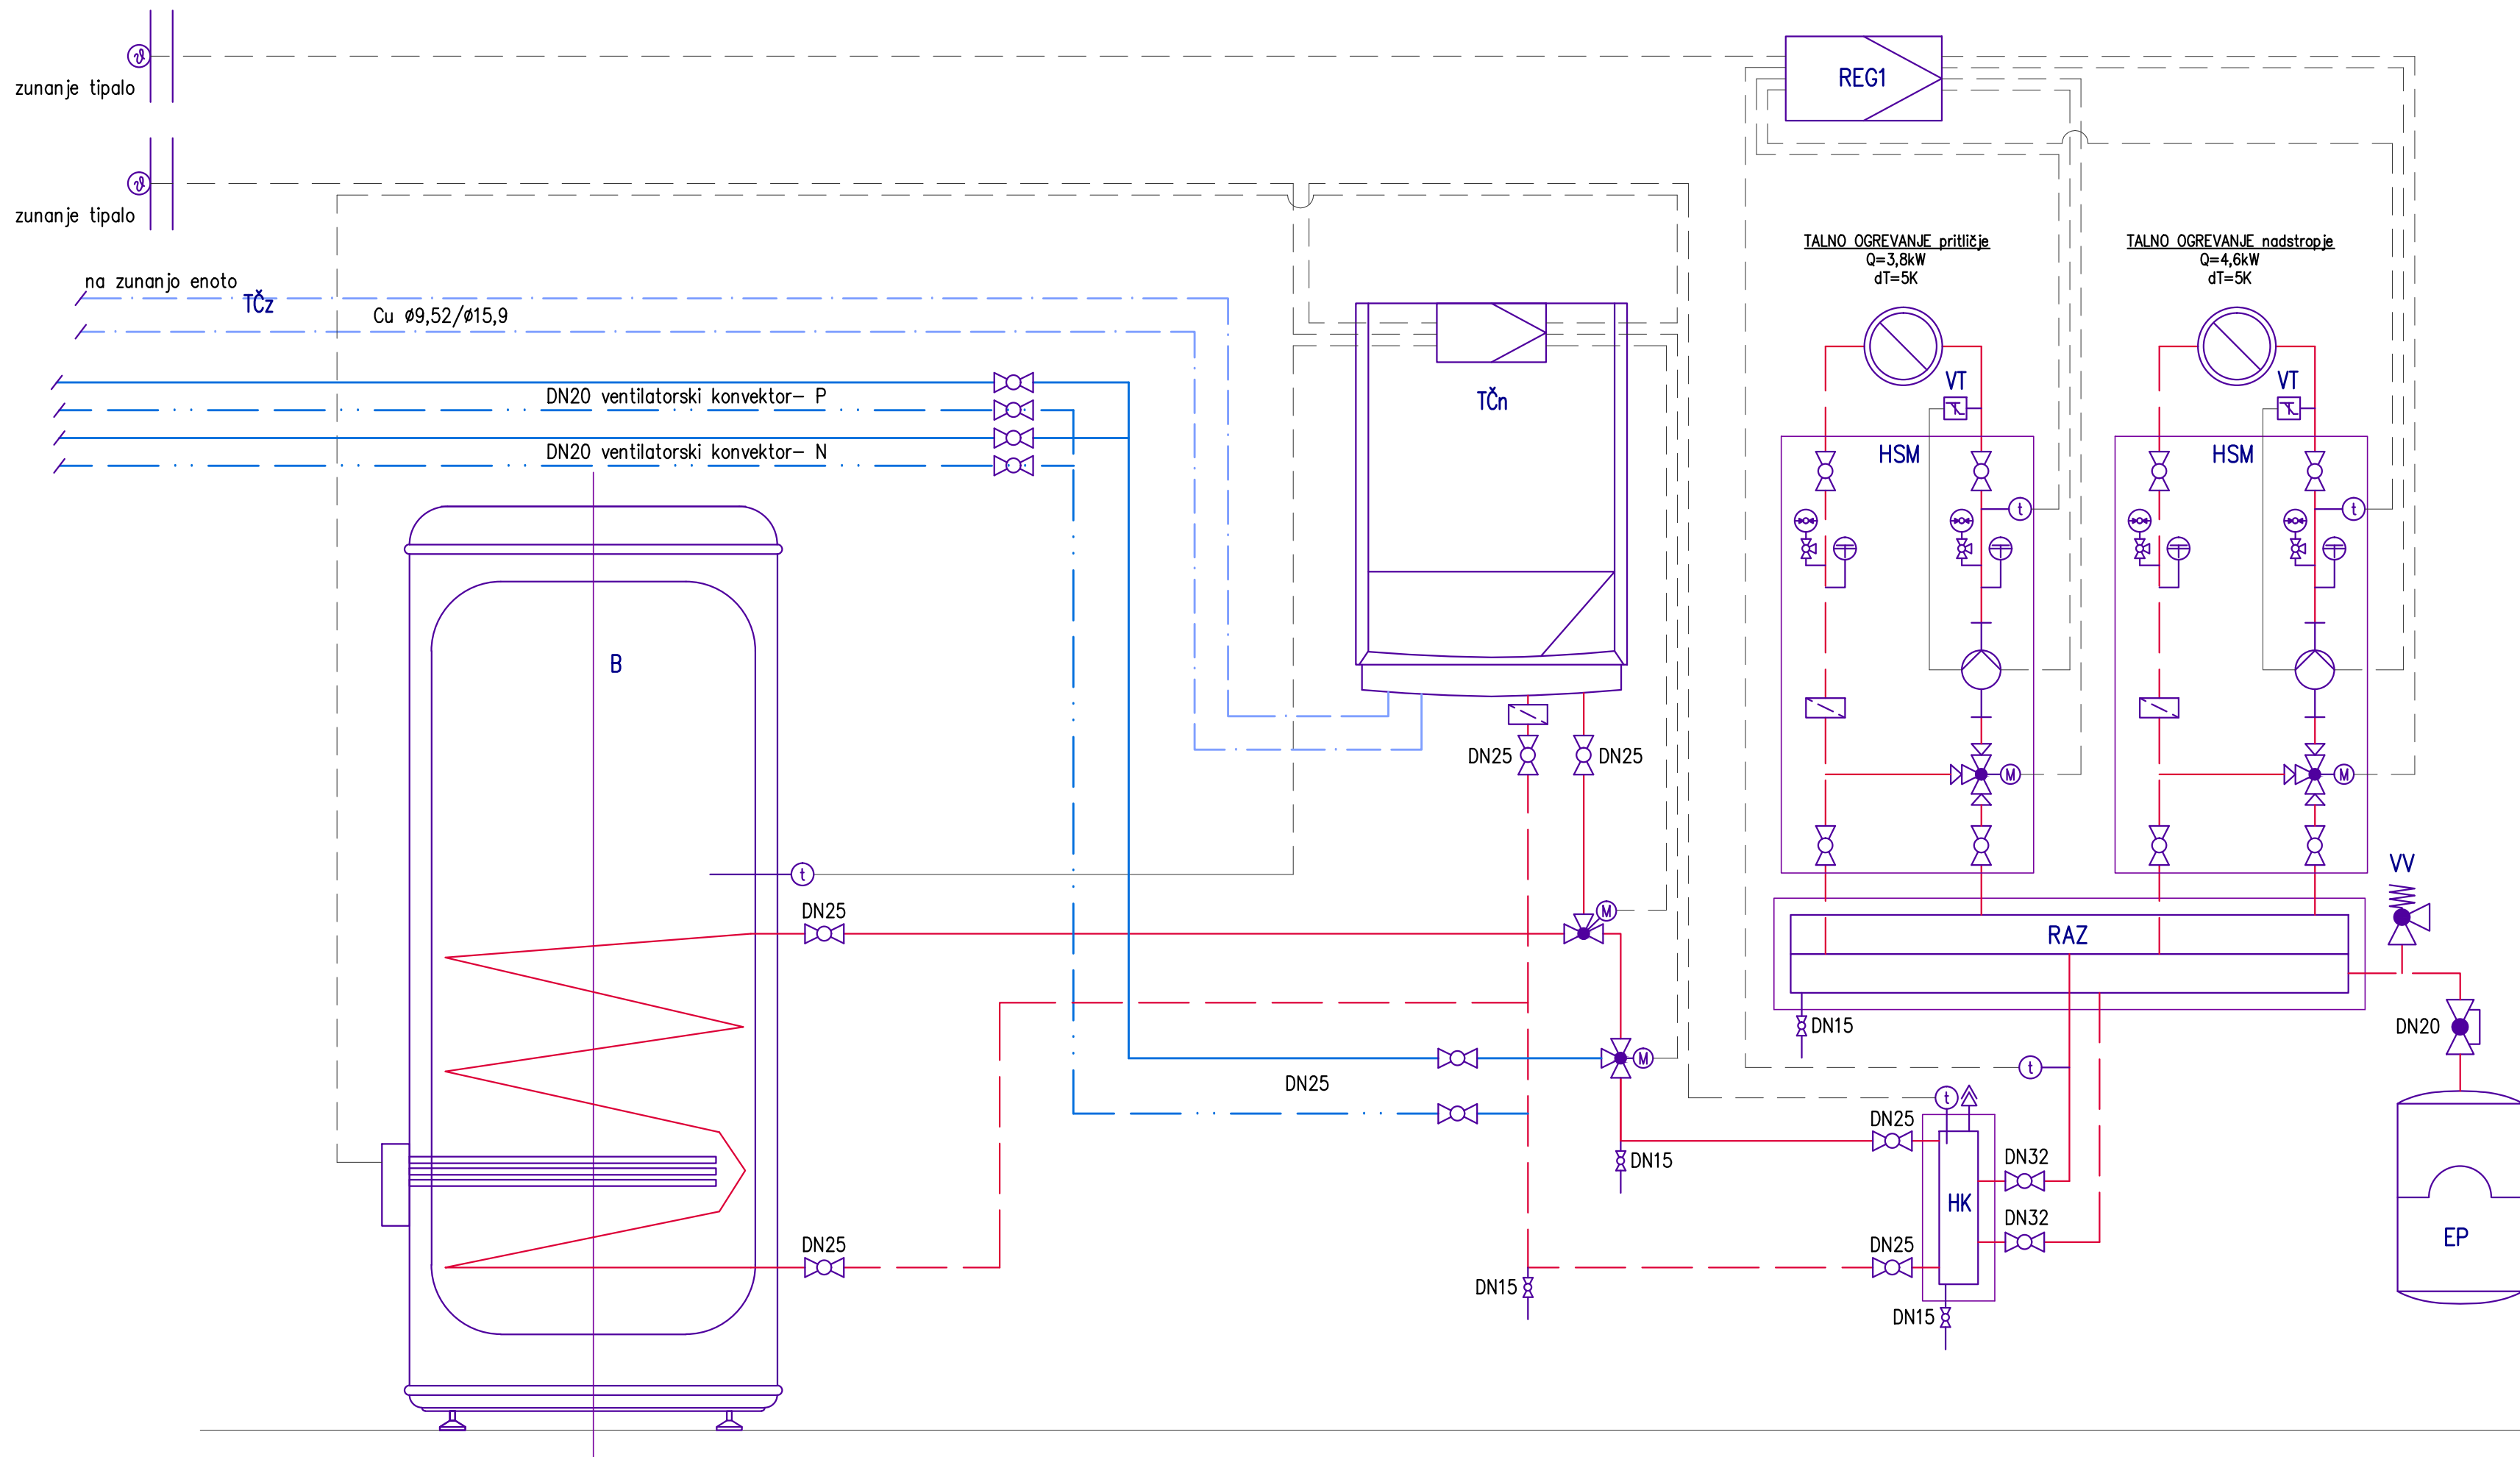 REG1
zunanje tipalo
zunanje tipalo
TALNO OGREVANJE pritličje
Q=3,8kW
dT=5K
TALNO OGREVANJE nadstropje
Q=4,6kW
dT=5K
na zunanjo enoto
TČz
Cu ø9,52/ø15,9
DN20 ventilatorski konvektor- P
DN20 ventilatorski konvektor- N
TČn
VT
VT
HSM
HSM
t
t
B
DN25
DN25
M
M
t
VV
DN25
M
RAZ
DN20
DN15
M
t
DN25
t
DN25
DN15
DN32
HK
DN32
EP
DN25
DN25
DN15
DN15